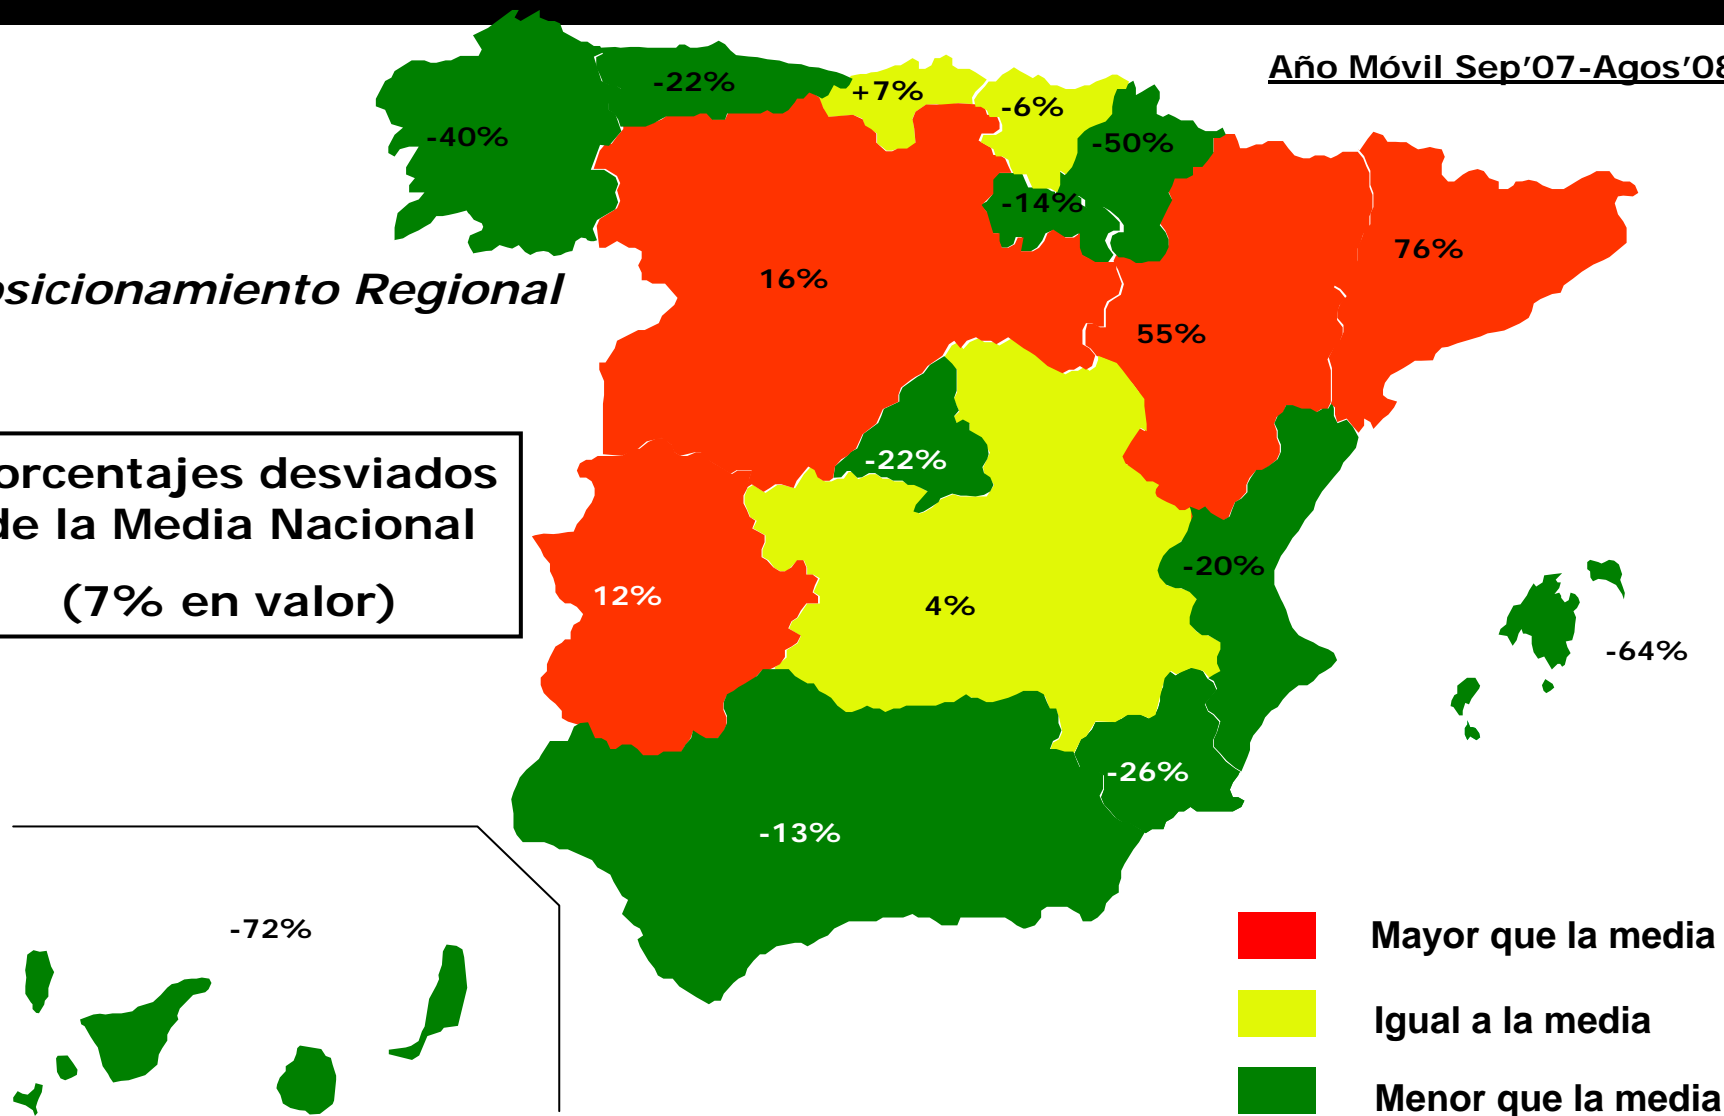 Año Móvil Sep'07-Agos'08
-22%
+7%
-6%
-40%
-50%
-14%
76%
16%
osicionamiento Regional
55%
orcentajes desviados
de la Media Nacional
(7% en valor)
-22%
-20%
12%
4%
-64%
-26%
-13%
-72%
Mayor que la media
Igual a la media
Menor que la media